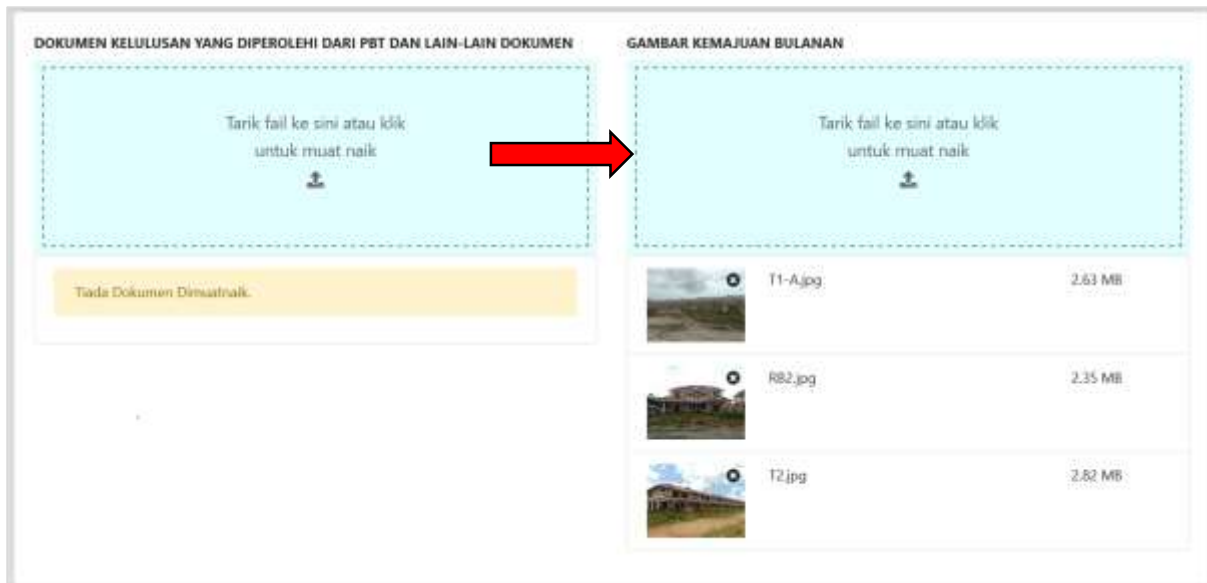 DOKUMEN KELULUSAN YANG DIPEROLEHI DARI PBT DAN LAIN-LAIN DOKUMEN
Tarik fail ke sini atau klik
untuk muat naik
Tiada Dokumen Dimuatnaik.
GAMBAR KEMAJUAN BULANAN
Tarik fail ke sini atau klik
untuk muat naik
T1-A.jpg 2.63 MB
RB2.jpg 2.35 MB
T2.jpg 2.82 MB